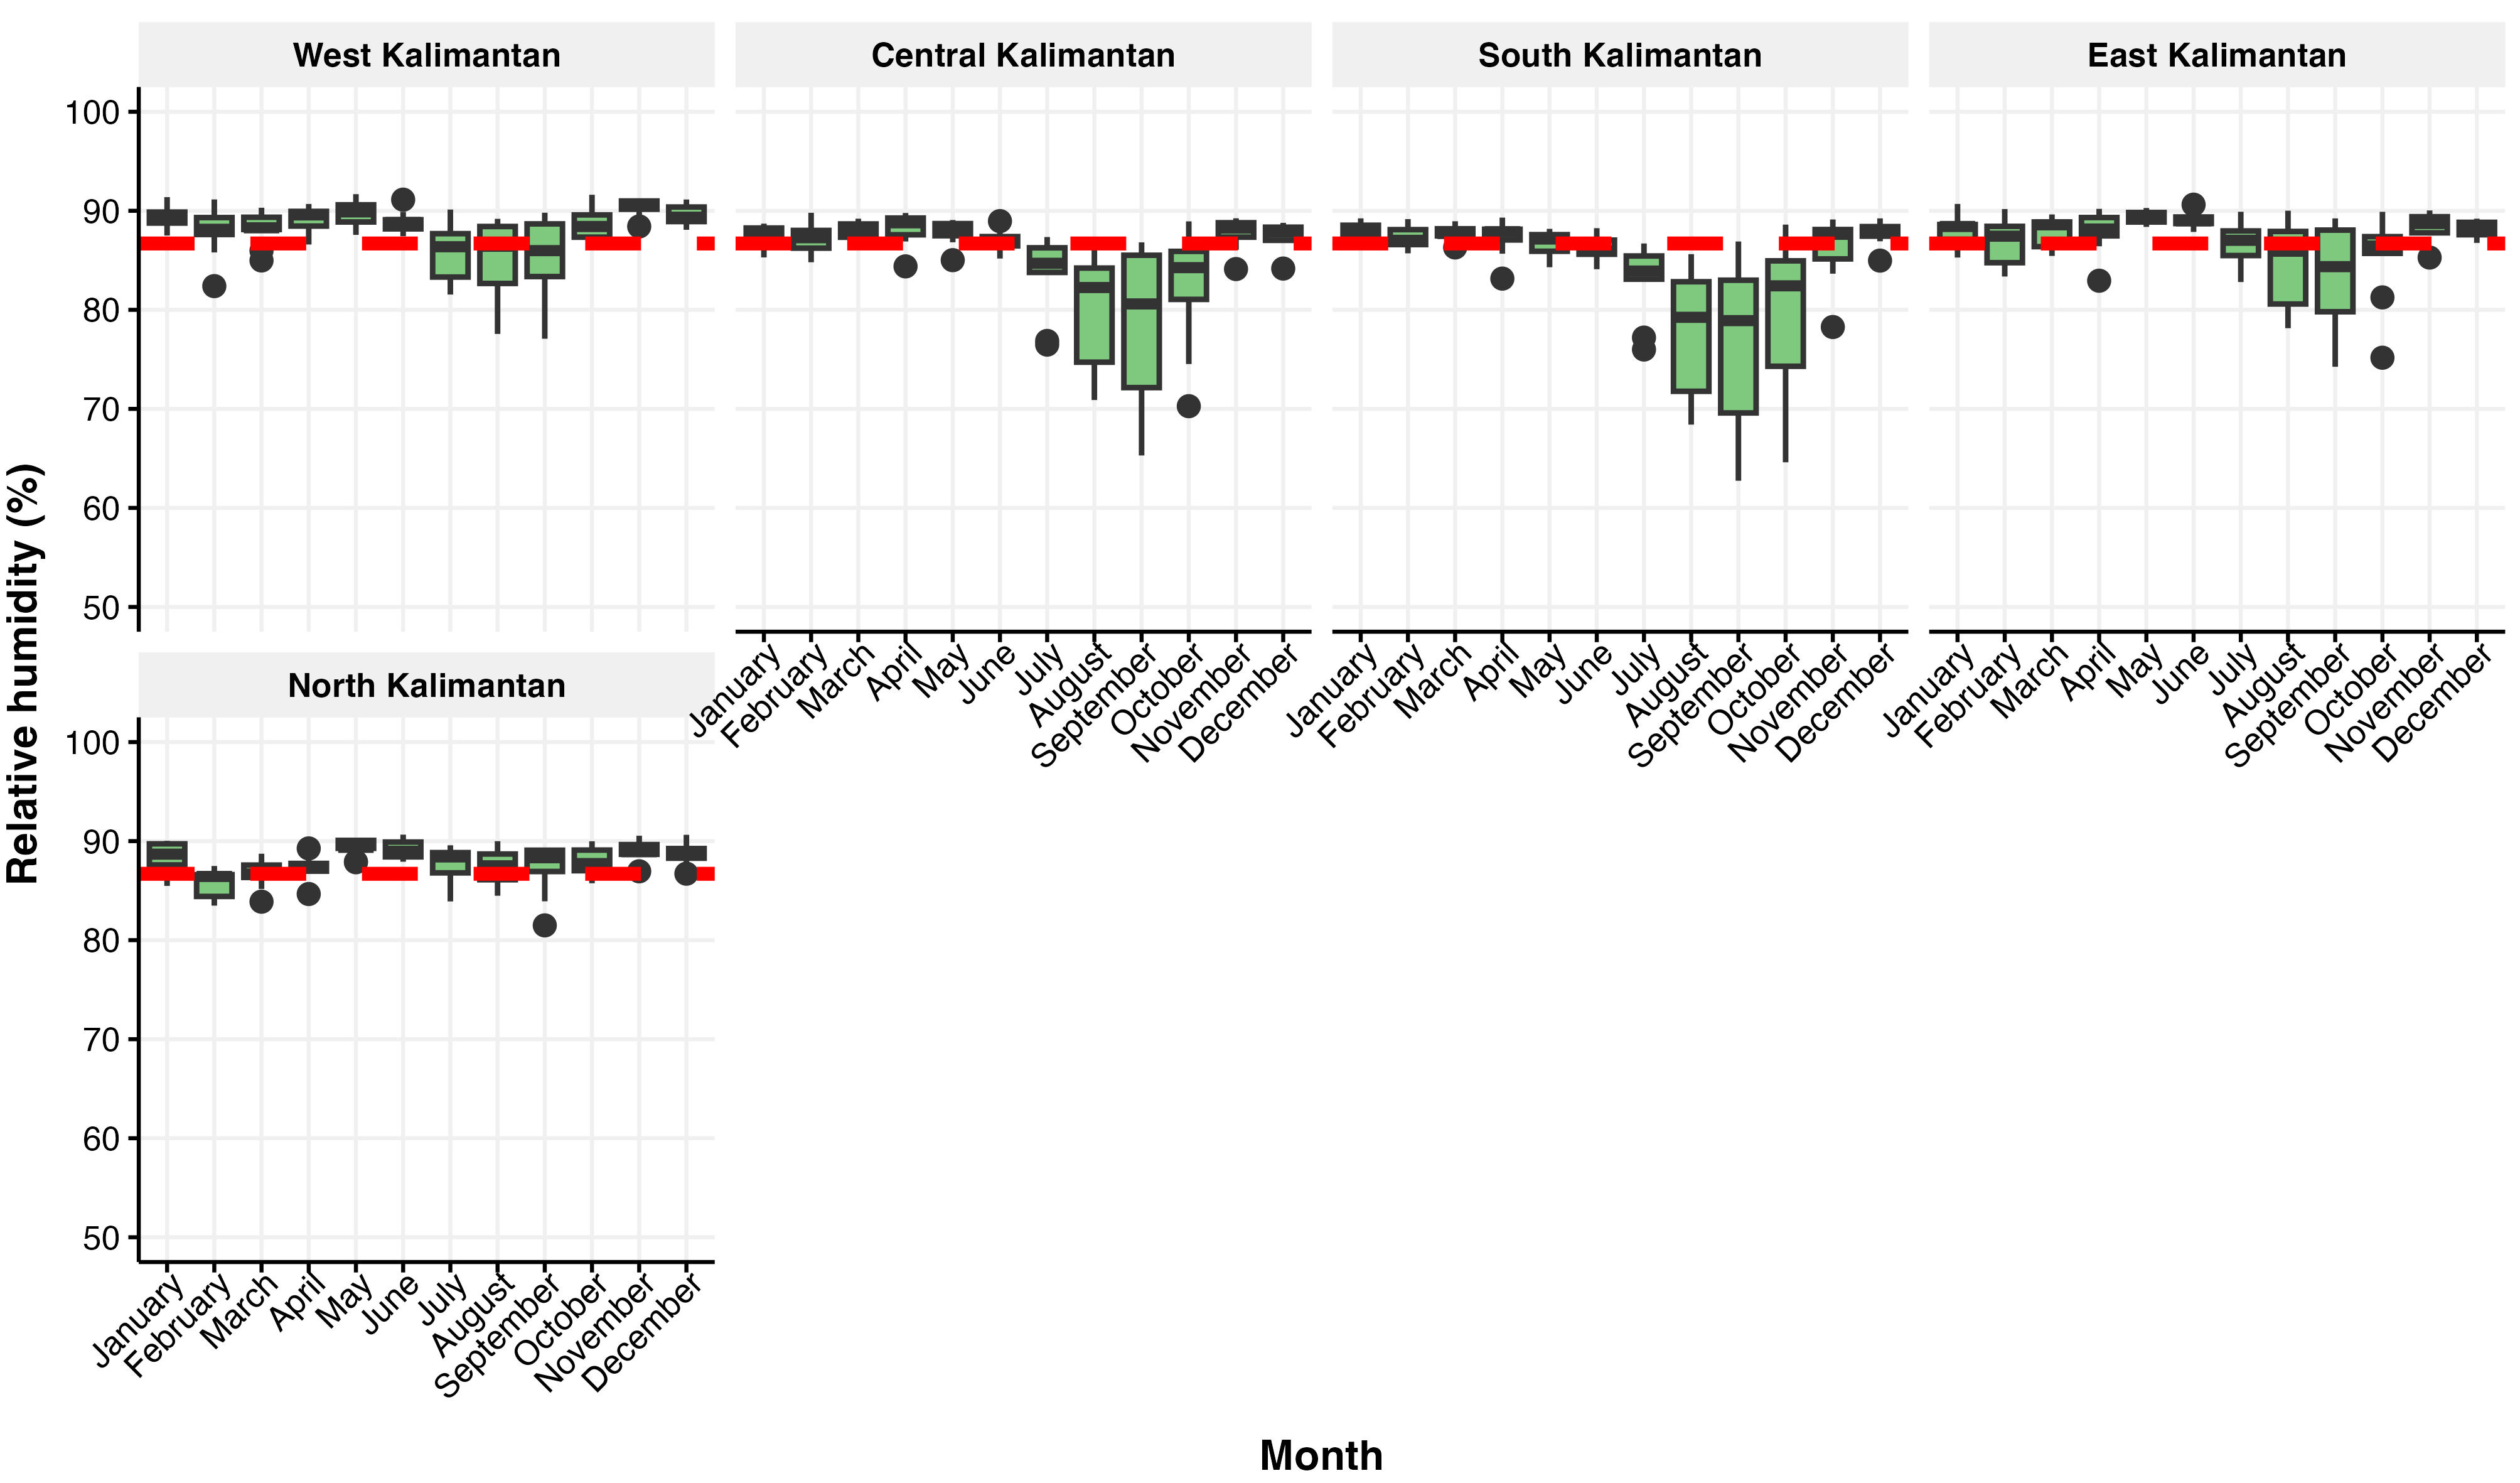 West Kalimantan
Central Kalimantan
South Kalimantan
East Kalimantan
100
90
80
70
60
50
January
February
March
April
May
June
July
August
September
October
November
December
January
February
March
April
May
June
July
August
September
October
November
December
January
February
March
April
May
June
July
August
September
October
November
December
North Kalimantan
100
90
80
70
60
50
January
February
March
April
May
June
July
August
September
October
November
December
Relative humidity (%)
Month